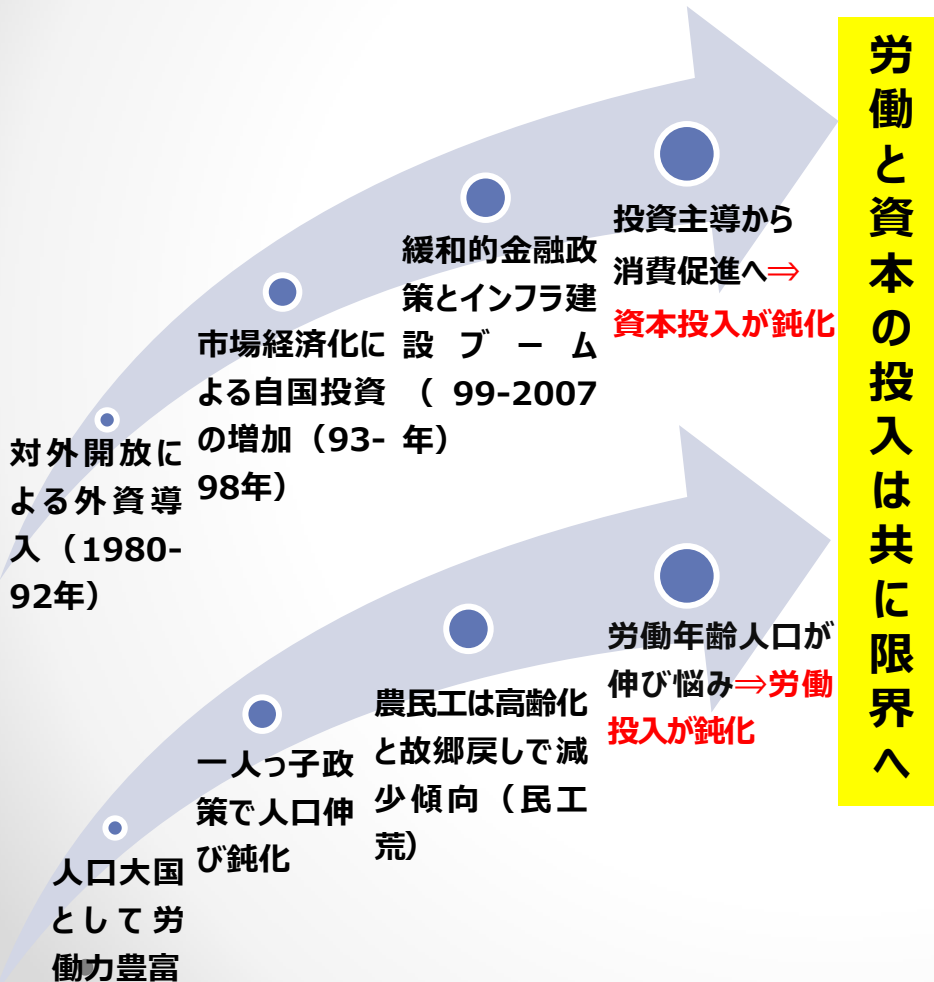 対外開放に
よる外資導
入（1980-
92年）
市場経済化に
よる自国投資
の増加（93-
98年）
緩和的金融政
策とインフラ建
設ブーム
（99-2007
年）
投資主導から
消費促進へ⇒
資本投入が鈍化
人口大国
として労
働力豊富
一人っ子政
策で人口伸
び鈍化
農民工は高齢化
と故郷戻しで減
少傾向（民工
荒）
労働年齢人口が
伸び悩み⇒労働
投入が鈍化
労働と資本の投入は共に限界へ